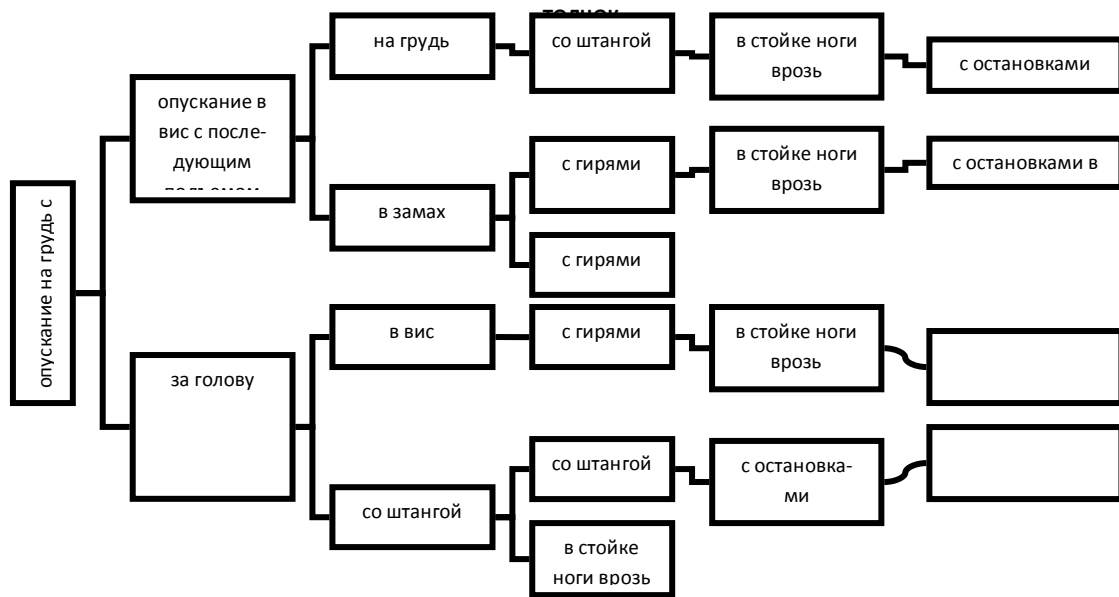 толчок
на грудь
со штангой
в стойке ноги
врозь
с остановками
опускание в
вис с после-
дующим
подъемом
с гирями
в стойке ноги
врозь
с остановками в
в замах
с гирями
опускание на грудь с
в вис
с гирями
в стойке ноги
врозь
за голову
со штангой
с остановка-
ми
со штангой
в стойке
ноги врозь